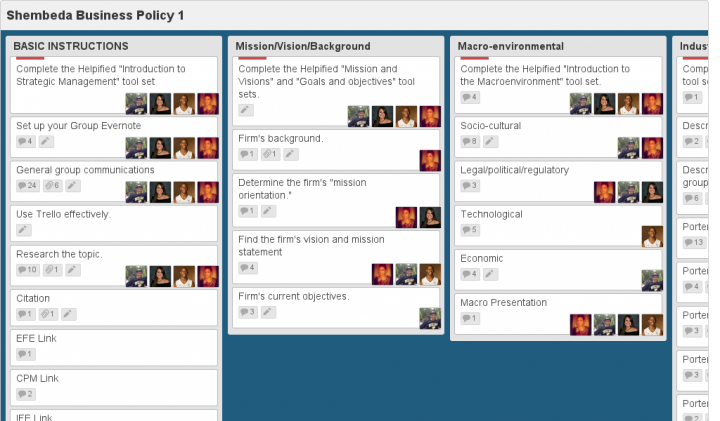 Shembeda Business Policy 1
BASIC INSTRUCTIONS
Complete the Helpified "Introduction to
Strategic Management" tool set
Set up your Group Evernote
4
General group communications
24 6
Use Trello effectively.
Research the topic.
10 1
Citation
1 1
EFE Link
1
CPM Link
2
IFE Link
Mission/Vision/Background
Complete the Helpified "Mission and
Visions" and "Goals and objectives" tool
sets.
Firm's background.
1 1
Determine the firm's "mission
orientation."
1
Find the firm's vision and mission
statement
4
Firm's current objectives.
3
Macro-environmental
Complete the Helpified "Introduction to
the Macroenvironment" tool set.
4
Socio-cultural
8
Legal/political/regulatory
3
Technological
5
Economic
4
Macro Presentation
1
Indust
Comp
tool s
1
Descr
2
Descr
group
6
Porter
13
Porter
4
Porter
3
Porter
3
Porter
2